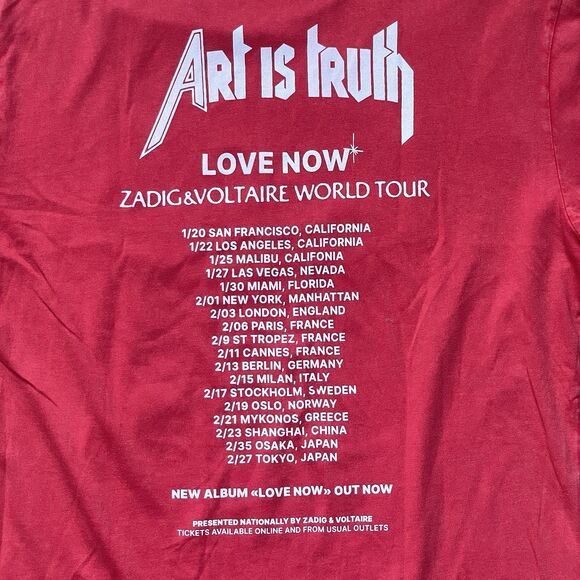 ART IS TRUTH
LOVE NOW
ZADIG&VOLTAIRE WORLD TOUR
1/20 SAN FRANCISCO, CALIFORNIA
1/22 LOS ANGELES, CALIFORNIA
1/25 MALIBU, CALIFONIA
1/27 LAS VEGAS, NEVADA
1/30 MIAMI, FLORIDA
2/01 NEW YORK, MANHATTAN
2/03 LONDON, ENGLAND
2/06 PARIS, FRANCE
2/9 ST TROPEZ, FRANCE
2/11 CANNES, FRANCE
2/13 BERLIN, GERMANY
2/15 MILAN, ITALY
2/17 STOCKHOLM, SWEDEN
2/19 OSLO, NORWAY
2/21 MYKONOS, GREECE
2/23 SHANGHAI, CHINA
2/35 OSAKA, JAPAN
2/27 TOKYO, JAPAN
NEW ALBUM «LOVE NOW» OUT NOW
PRESENTED NATIONALLY BY ZADIG & VOLTAIRE
TICKETS AVAILABLE ONLINE AND FROM USUAL OUTLETS